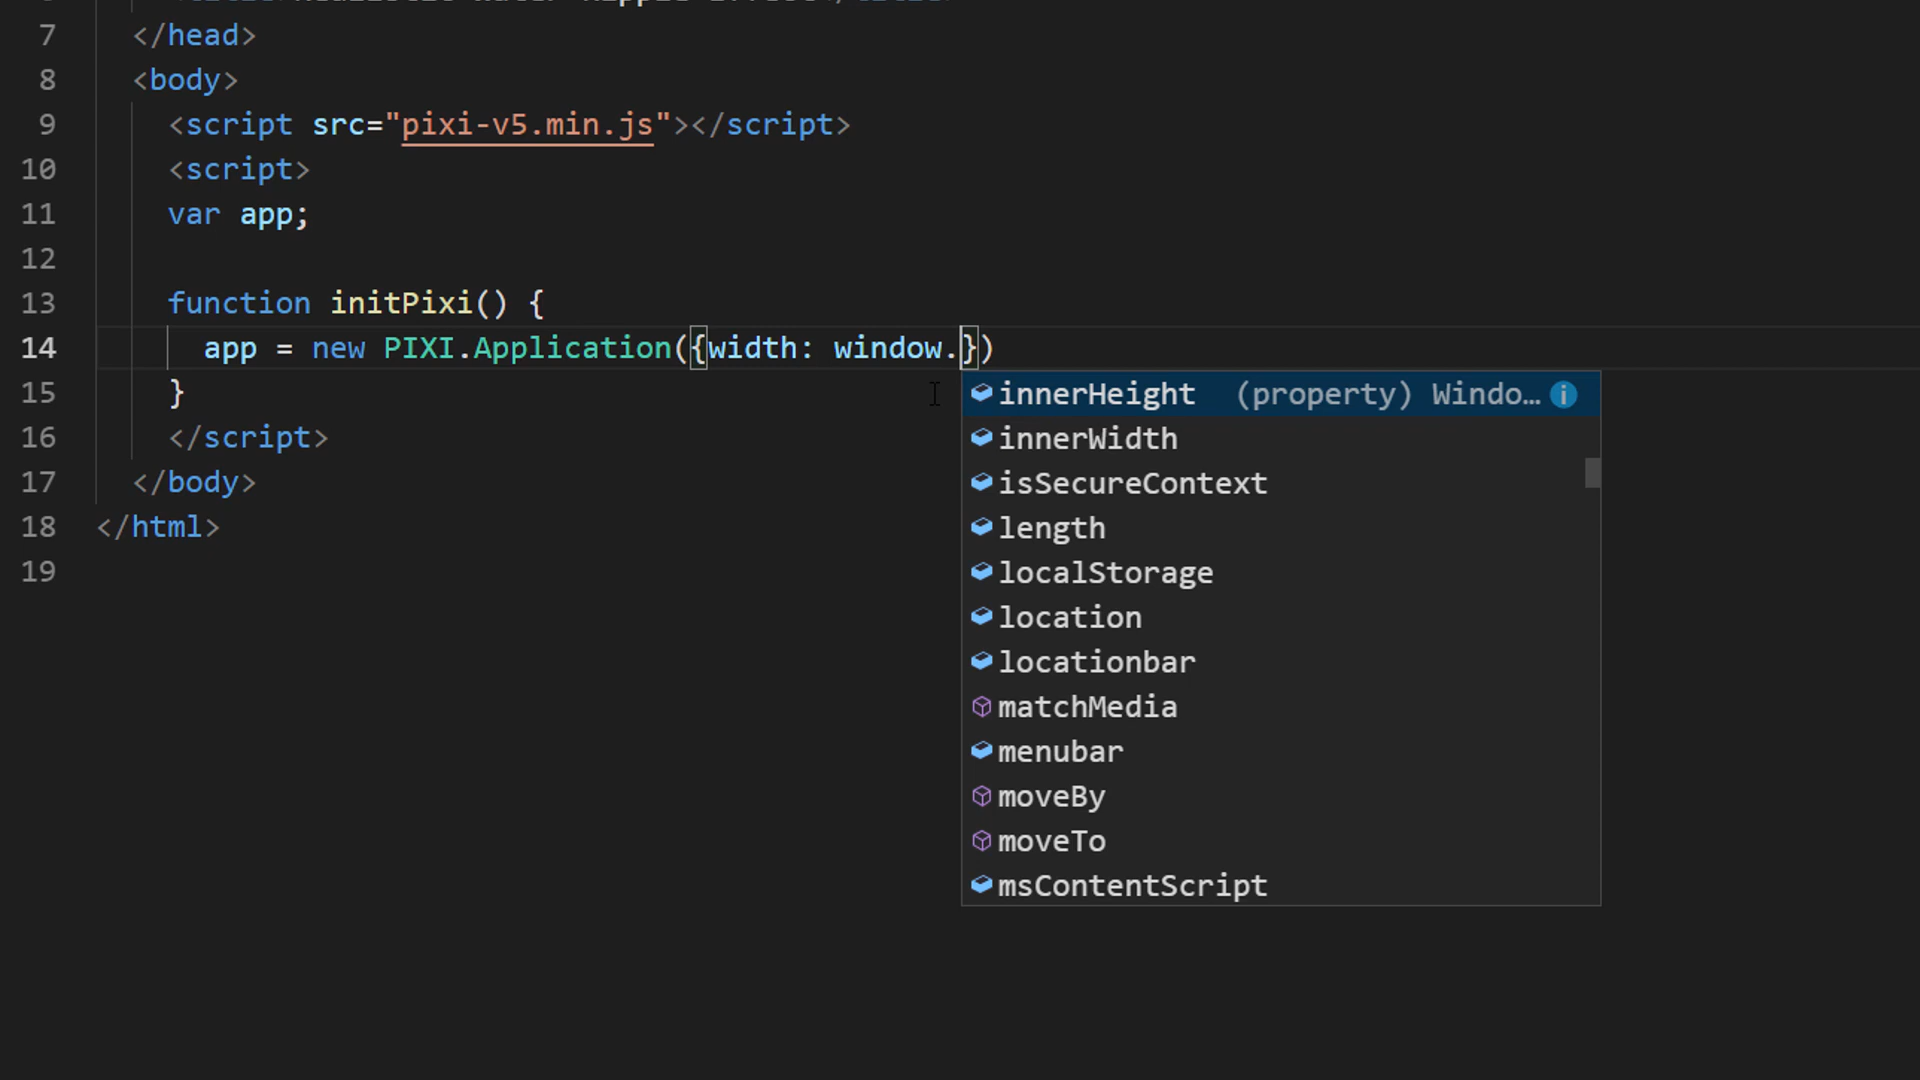 7 </head>
8 <body>
9 <script src="pixi-v5.min.js"></script>
10 <script>
11 var app;
12
13 function initPixi() {
14 app = new PIXI.Application({width: window.})
15 }
innerHeight (property) Windo…
16 </script>
innerWidth
17 </body>
isSecureContext
18 </html>
length
19
localStorage
location
locationbar
matchMedia
menubar
moveBy
moveTo
msContentScript